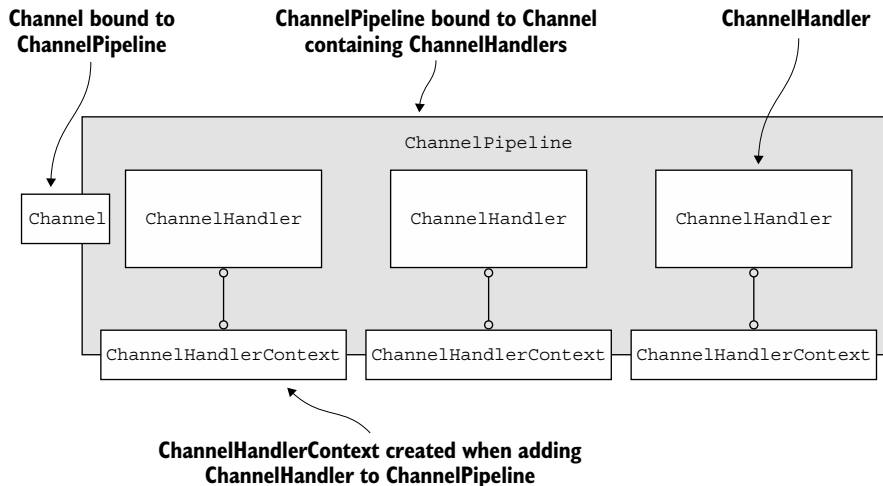 Channel bound to
ChannelPipeline
ChannelPipeline bound to Channel
containing ChannelHandlers
ChannelHandler
ChannelPipeline
Channel
ChannelHandler
ChannelHandler
ChannelHandler
ChannelHandlerContext
ChannelHandlerContext
ChannelHandlerContext
ChannelHandlerContext created when adding
ChannelHandler to ChannelPipeline